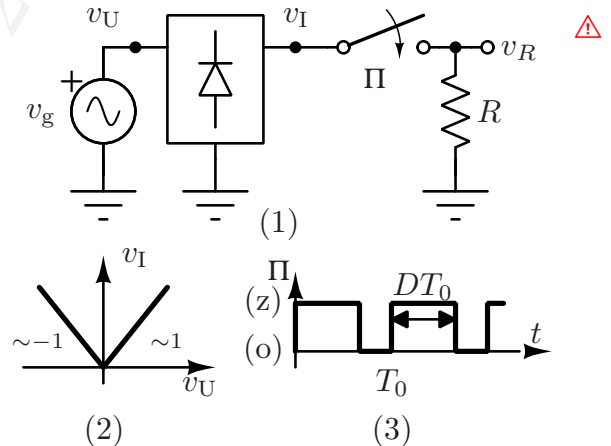 v_U v_I
+
v_g
Π
v_R
R
(1)
v_I
∼−1 ∼1
v_U
(2)
Π
(z)
(o)
DT_0
t
T_0
(3)